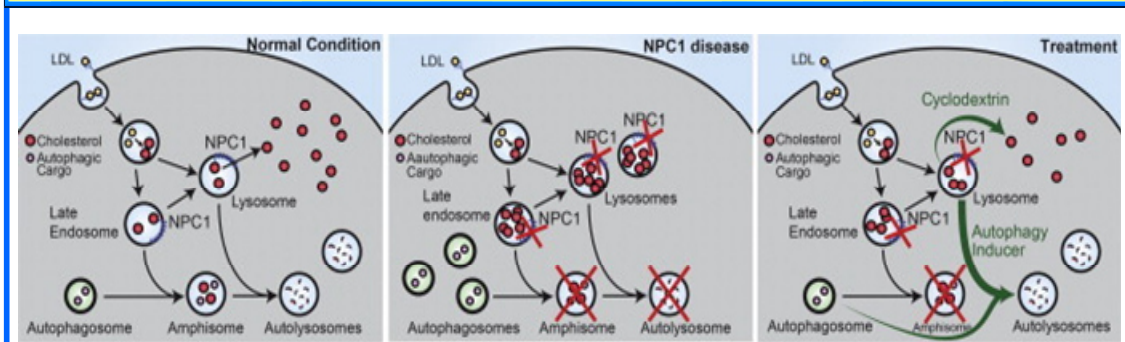 Normal Condition
LDL
Cholesterol
Autophagic
Cargo
NPC1
Lysosome
Late
Endosome
NPC1
Autophagosome
Amphisome
Autolysosomes
NPC1 disease
LDL
Cholesterol
Aautophagic
Cargo
NPC1
NPC1
Lysosomes
Late
endosome
NPC1
Autophagosomes
Amphisome
Autolysosome
Treatment
LDL
Cyclodextrin
Cholesterol
Autophagic
Cargo
NPC1
Lysosome
Late
Endosome
NPC1
Autophagy
Inducer
Autophagosome
Amphisome
Autolysosomes